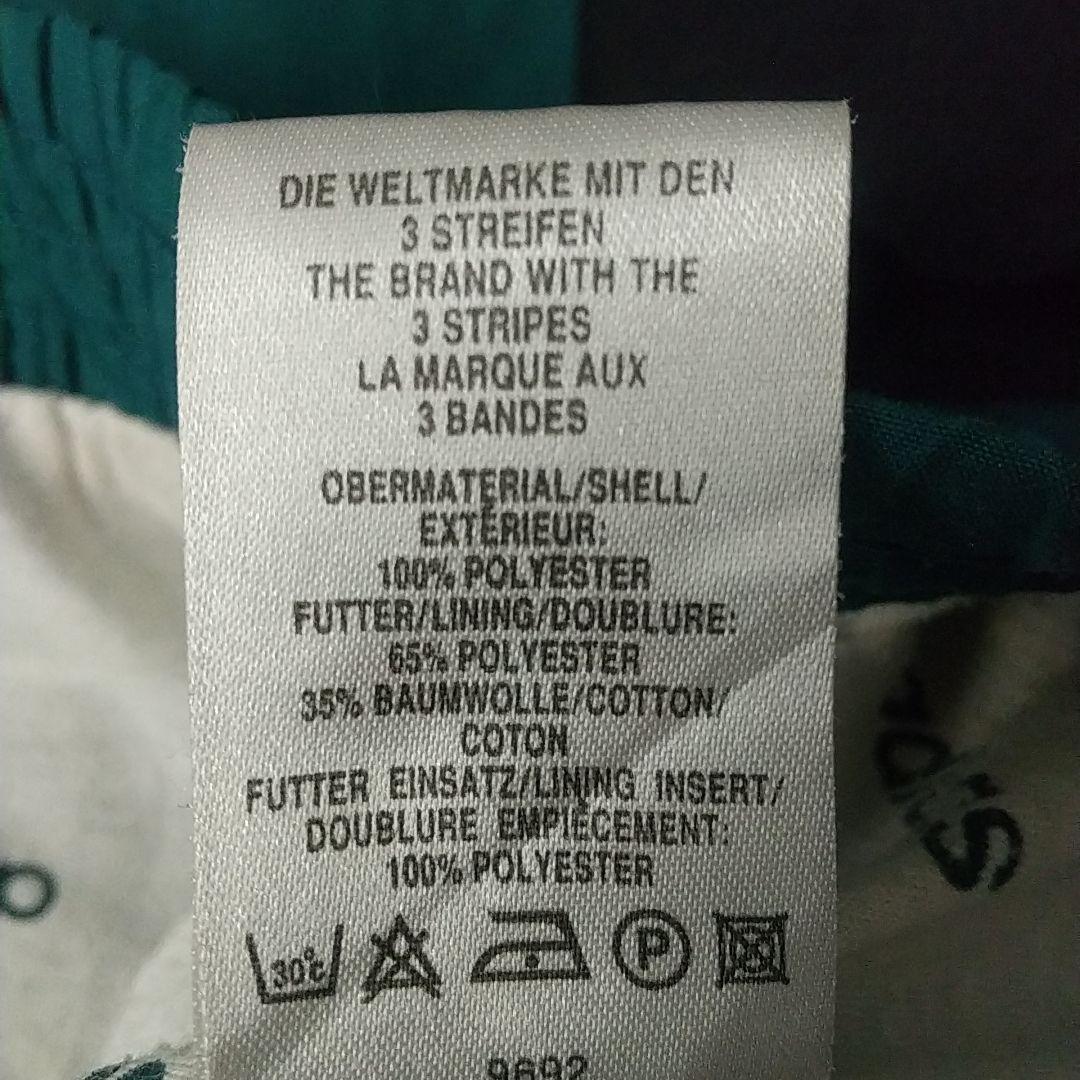 DIE WELTMARKE MIT DEN
3 STREIFEN
THE BRAND WITH THE
3 STRIPES
LA MARQUE AUX
3 BANDES
OBERMATERIAL/SHELL/
EXTÉRIEUR:
100% POLYESTER
FUTTER/LINING/DOUBLURE:
65% POLYESTER
35% BAUMWOLLE/COTTON/
COTON
FUTTER EINSATZ/LINING INSERT/
DOUBLURE EMPIÈCEMENT:
100% POLYESTER
30°C
P
9692